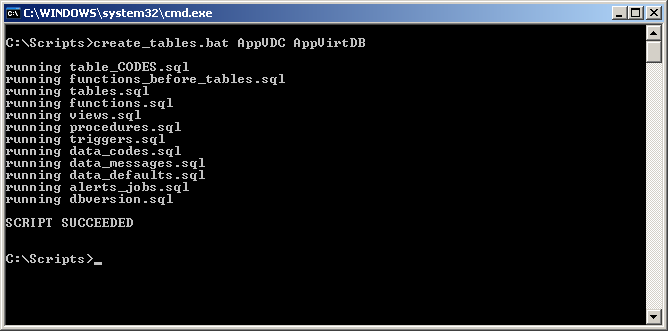 C:\WINDOWS\system32\cmd.exe
C:\Scripts>create_tables.bat AppVDC AppVirtDB
running table_CODES.sql
running functions_before_tables.sql
running tables.sql
running functions.sql
running views.sql
running procedures.sql
running triggers.sql
running data_codes.sql
running data_messages.sql
running data_defaults.sql
running alerts_jobs.sql
running dbversion.sql
SCRIPT SUCCEEDED
C:\Scripts>_